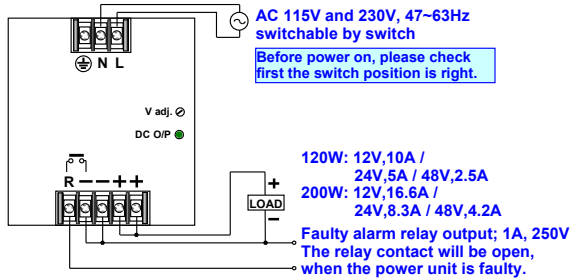 AC 115V and 230V, 47~63Hz
switchable by switch
Before power on, please check
first the switch position is right.
N L
V adj.
DC O/P
R − − + +
120W: 12V,10A /
24V,5A / 48V,2.5A
200W: 12V,16.6A /
24V,8.3A / 48V,4.2A
+
LOAD
−
Faulty alarm relay output; 1A, 250V
The relay contact will be open,
when the power unit is faulty.